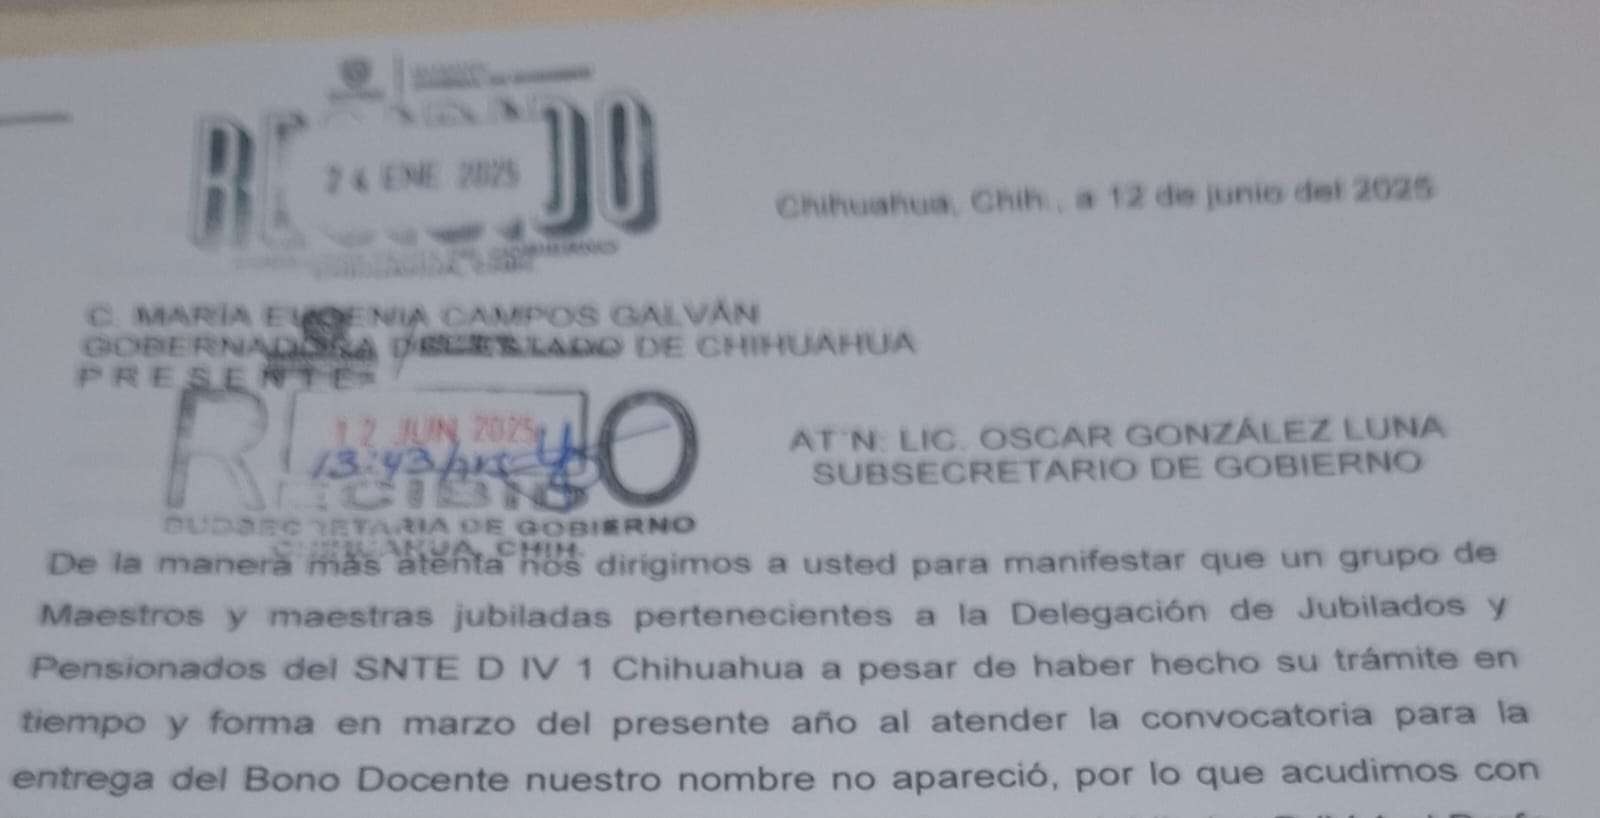 24 ENE 2025
Chihuahua, Chih., a 12 de junio del 2025
C. MARÍA EUGENIA CAMPOS GALVÁN
GOBERNADORA DEL ESTADO DE CHIHUAHUA
P R E S E N T E
12 JUN 2025
13:43 hrs
RECIBIDO
SUBSECRETARIA DE GOBIERNO
CHIHUAHUA, CHIH.
AT´N: LIC. OSCAR GONZÁLEZ LUNA
SUBSECRETARIO DE GOBIERNO
De la manera más atenta nos dirigimos a usted para manifestar que un grupo de
Maestros y maestras jubiladas pertenecientes a la Delegación de Jubilados y
Pensionados del SNTE D IV 1 Chihuahua a pesar de haber hecho su trámite en
tiempo y forma en marzo del presente año al atender la convocatoria para la
entrega del Bono Docente nuestro nombre no apareció, por lo que acudimos con